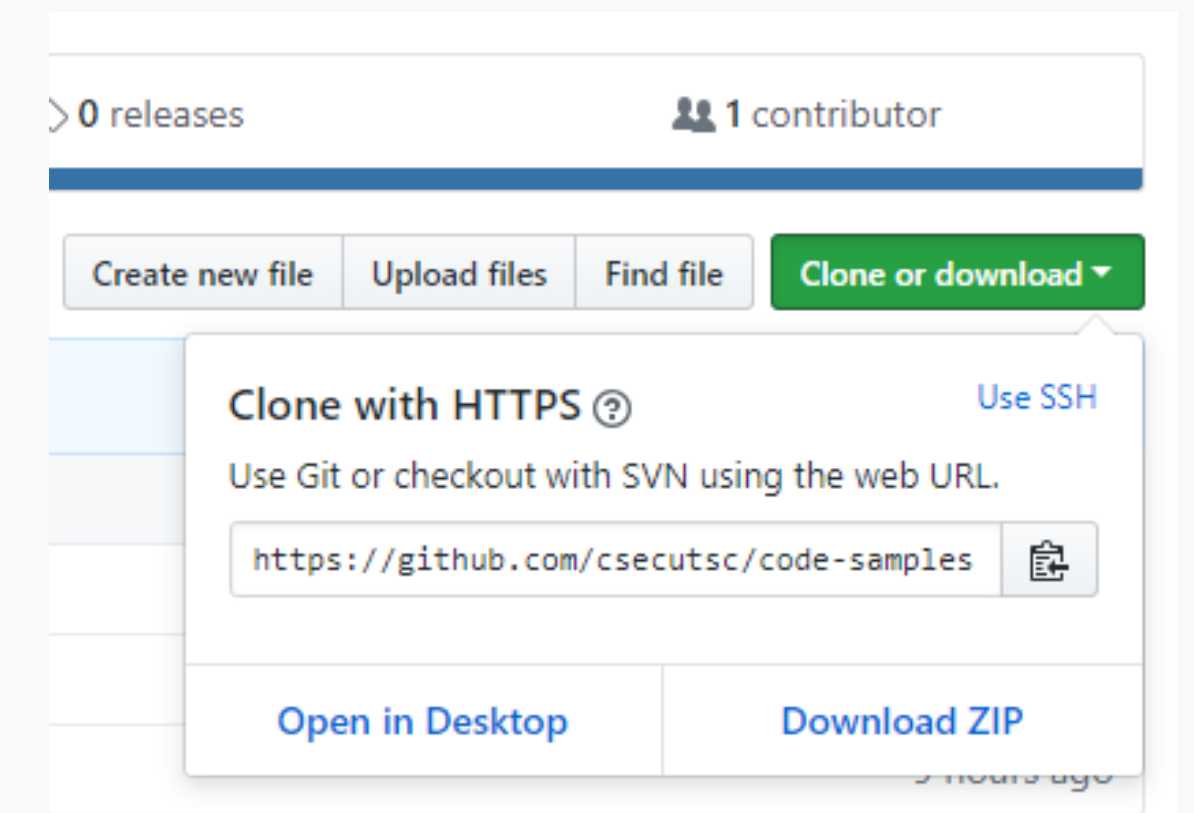 0 releases
1 contributor
Create new file
Upload files
Find file
Clone or download
Clone with HTTPS
Use SSH
Use Git or checkout with SVN using the web URL.
https://github.com/csecutsc/code-samples
Open in Desktop
Download ZIP
hours ago